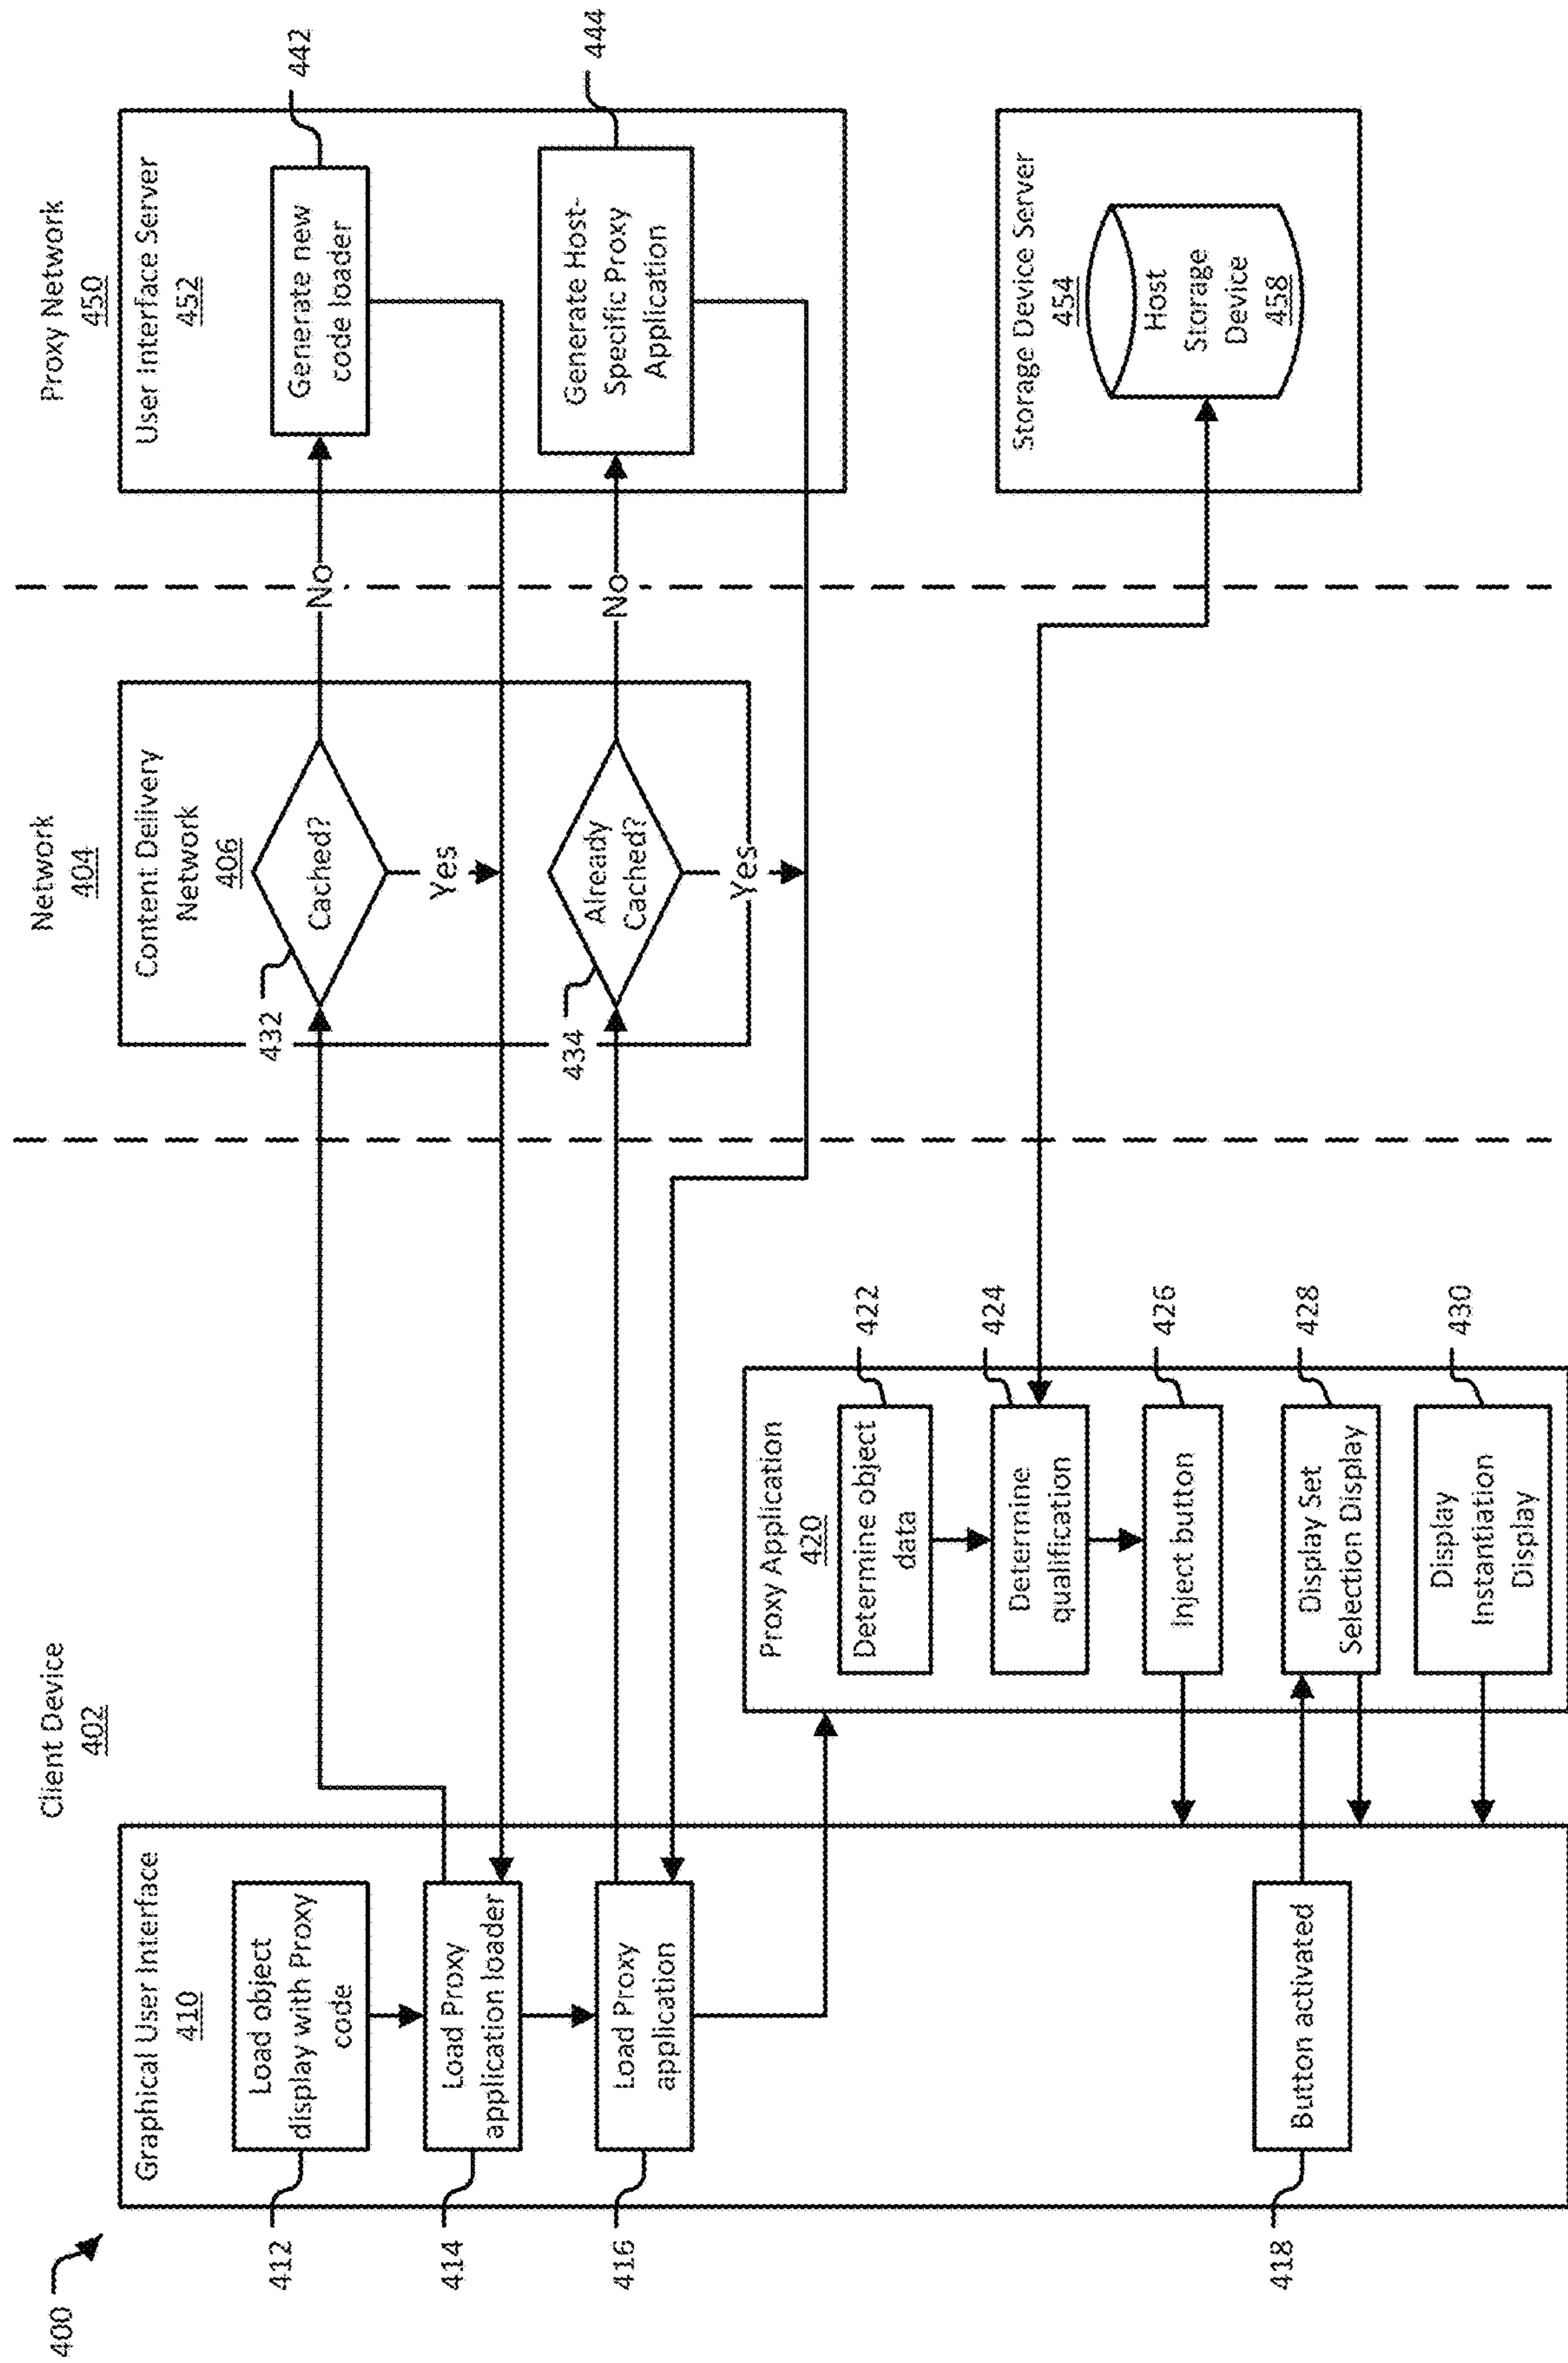 400
Client Device
402
Network
404
Proxy Network
450
Graphical User Interface
410
412
Load object
display with Proxy
code
414
Load Proxy
application loader
416
Load Proxy
application
418
Button activated
Proxy Application
420
Determine object
data
422
Determine
qualification
424
Inject button
426
Display Set
Selection Display
428
Display
Instantiation
Display
430
Content Delivery
Network
406
432
Cached?
Yes
No
434
Already
Cached?
Yes
No
User Interface Server
452
Generate new
code loader
442
Generate Host-
Specific Proxy
Application
444
Storage Device Server
454
Host
Storage
Device
458